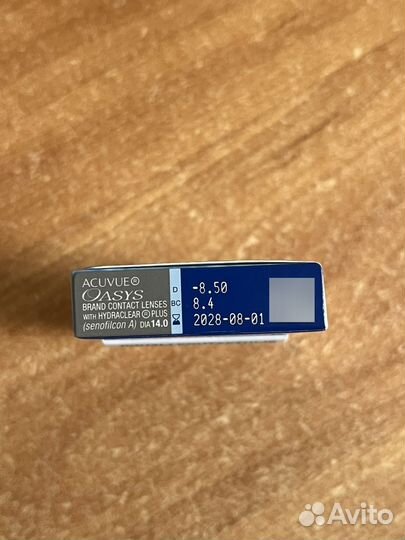 ACUVUE®
OASYS
BRAND CONTACT LENSES
WITH HYDRACLEAR® PLUS
(senofilcon A) DIA 14.0
D -8.50
BC 8.4
2028-08-01
Avito